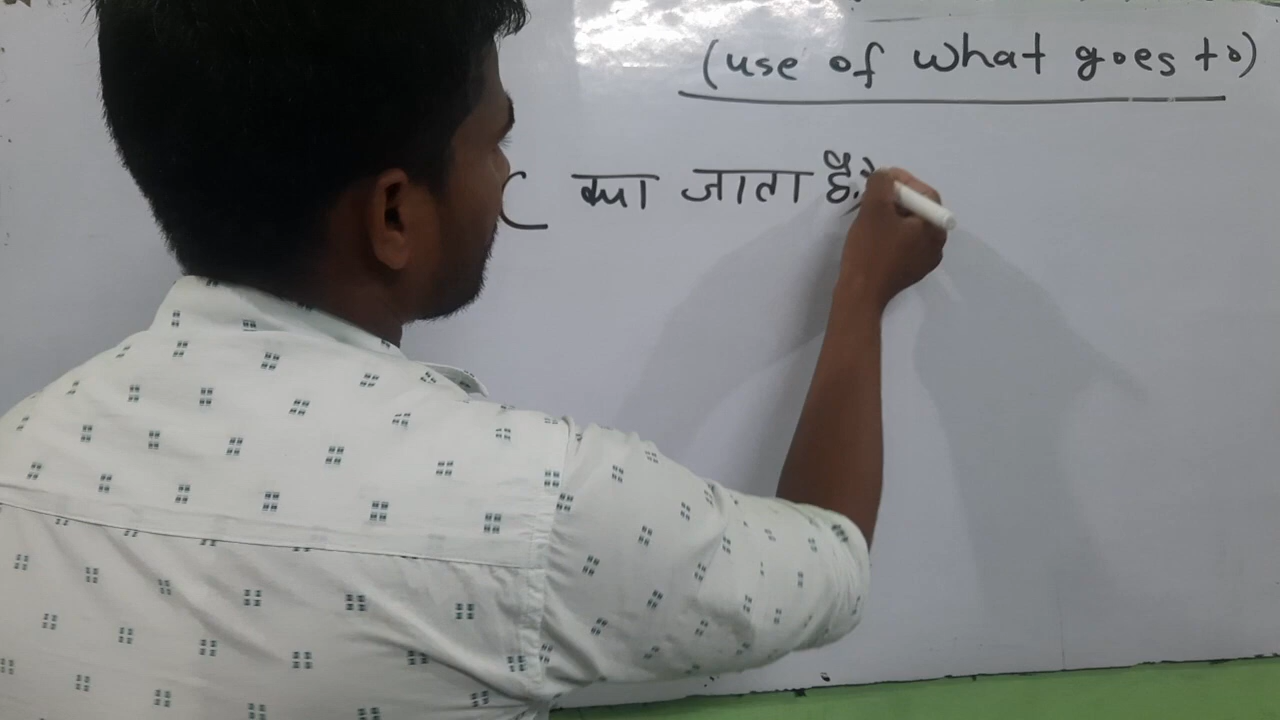 (use of what goes to)
( क्या जाता है?